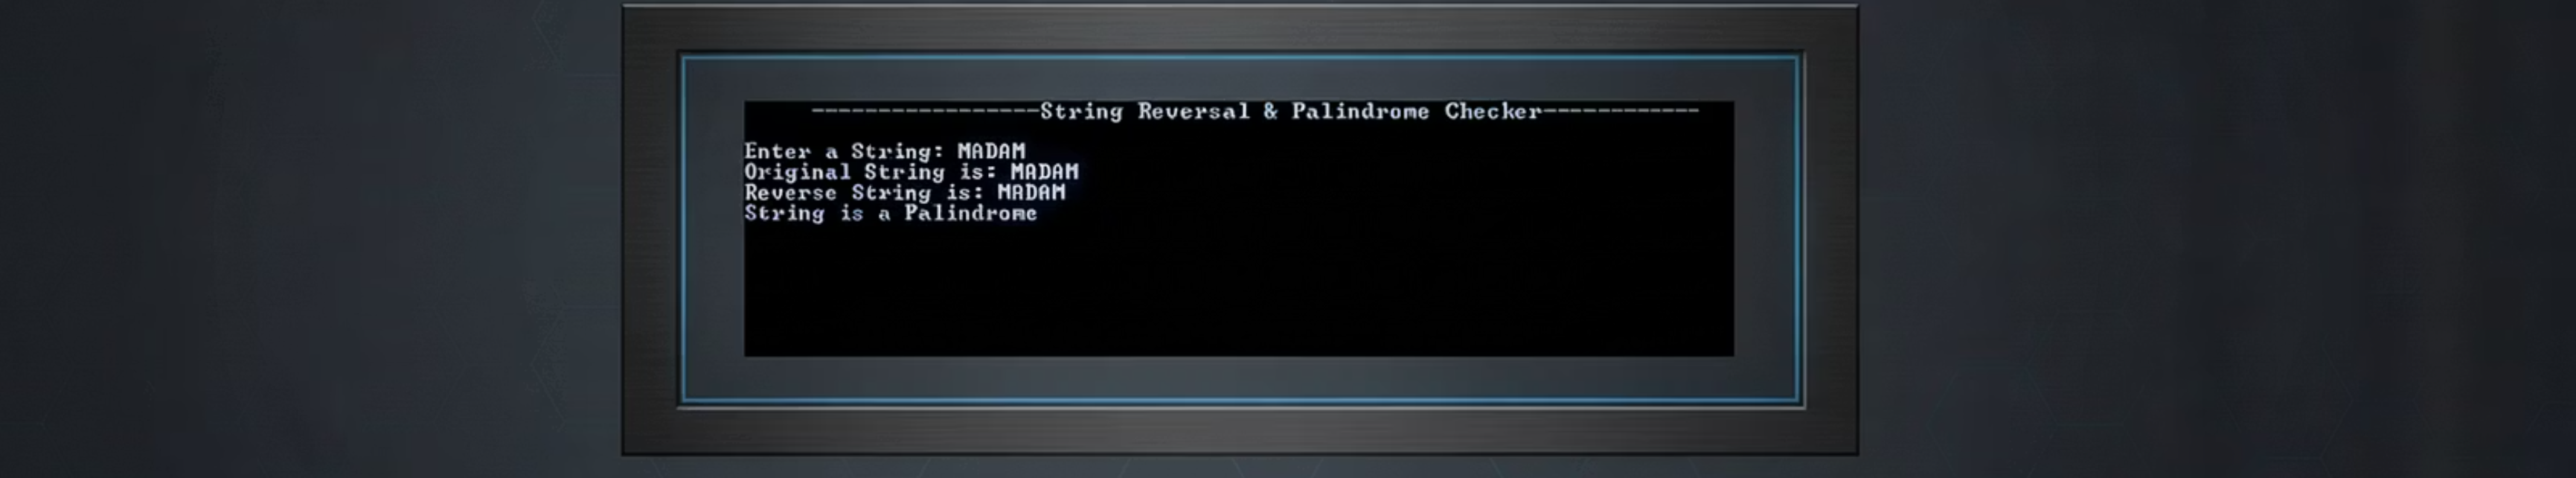 -----------------String Reversal & Palindrome Checker------------
Enter a String: MADAM
Original String is: MADAM
Reverse String is: MADAM
String is a Palindrome